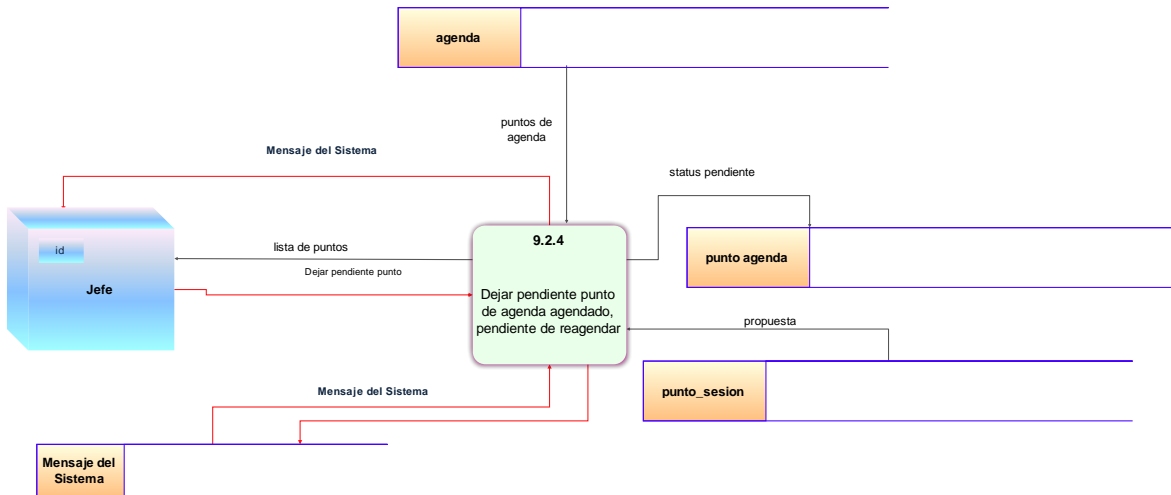 agenda
puntos de
agenda
Mensaje del Sistema
status pendiente
9.2.4
id
lista de puntos
punto agenda
Dejar pendiente punto
Jefe
Dejar pendiente punto
de agenda agendado,
pendiente de reagendar
propuesta
Mensaje del Sistema
punto_sesion
Mensaje del
Sistema